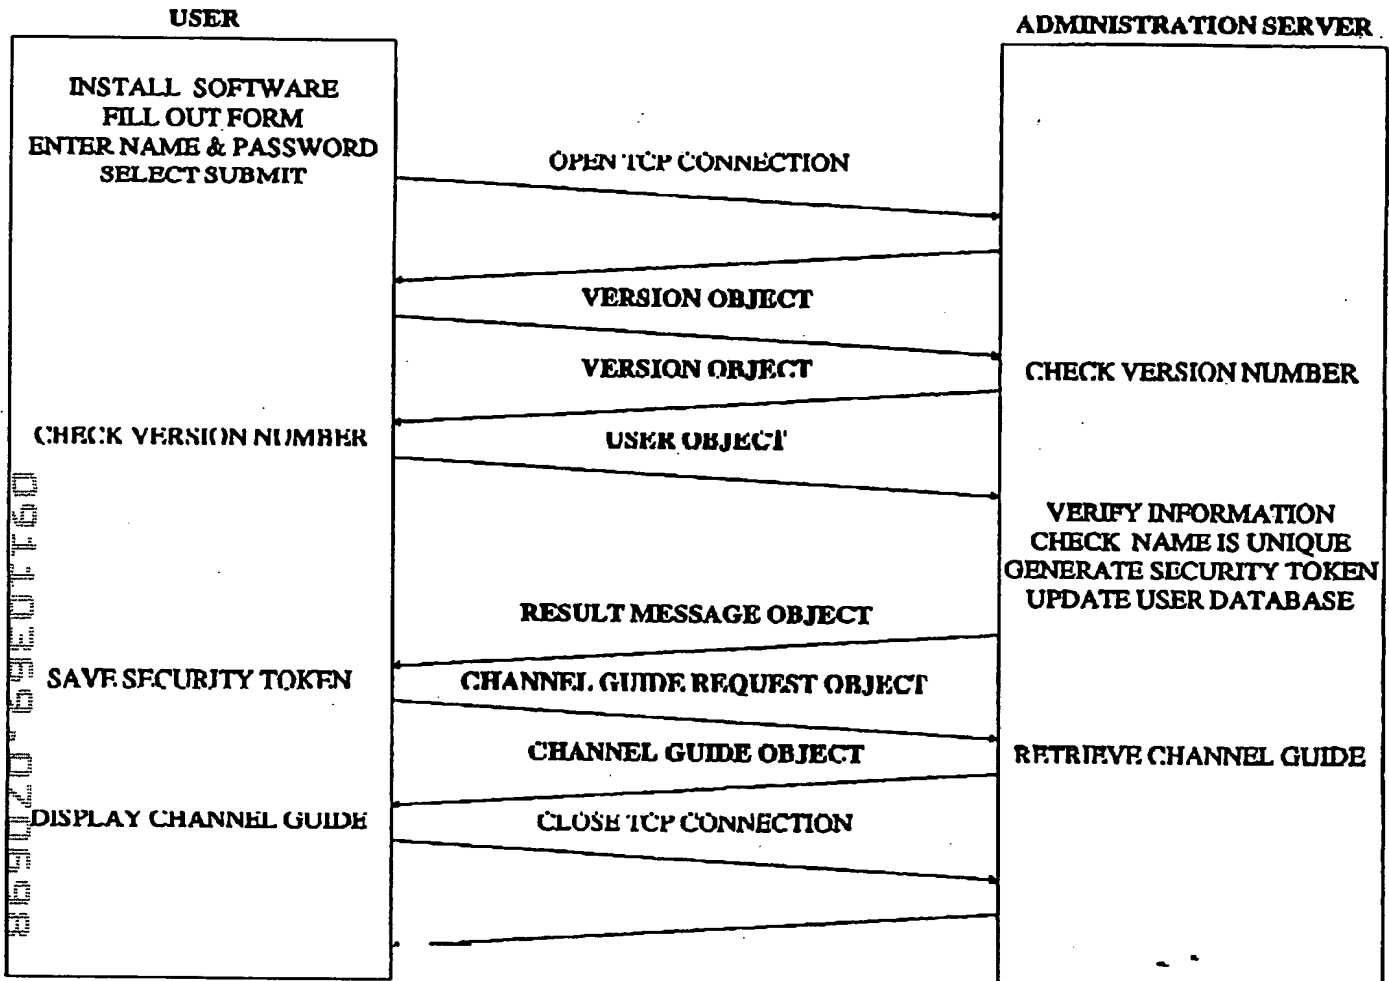 USER
ADMINISTRATION SERVER
INSTALL SOFTWARE
FILL OUT FORM
ENTER NAME & PASSWORD
SELECT SUBMIT
OPEN TCP CONNECTION
VERSION OBJECT
VERSION OBJECT
CHECK VERSION NUMBER
CHECK VERSION NUMBER
USER OBJECT
VERIFY INFORMATION
CHECK NAME IS UNIQUE
GENERATE SECURITY TOKEN
UPDATE USER DATABASE
RESULT MESSAGE OBJECT
SAVE SECURITY TOKEN
CHANNEL GUIDE REQUEST OBJECT
CHANNEL GUIDE OBJECT
RETRIEVE CHANNEL GUIDE
DISPLAY CHANNEL GUIDE
CLOSE TCP CONNECTION